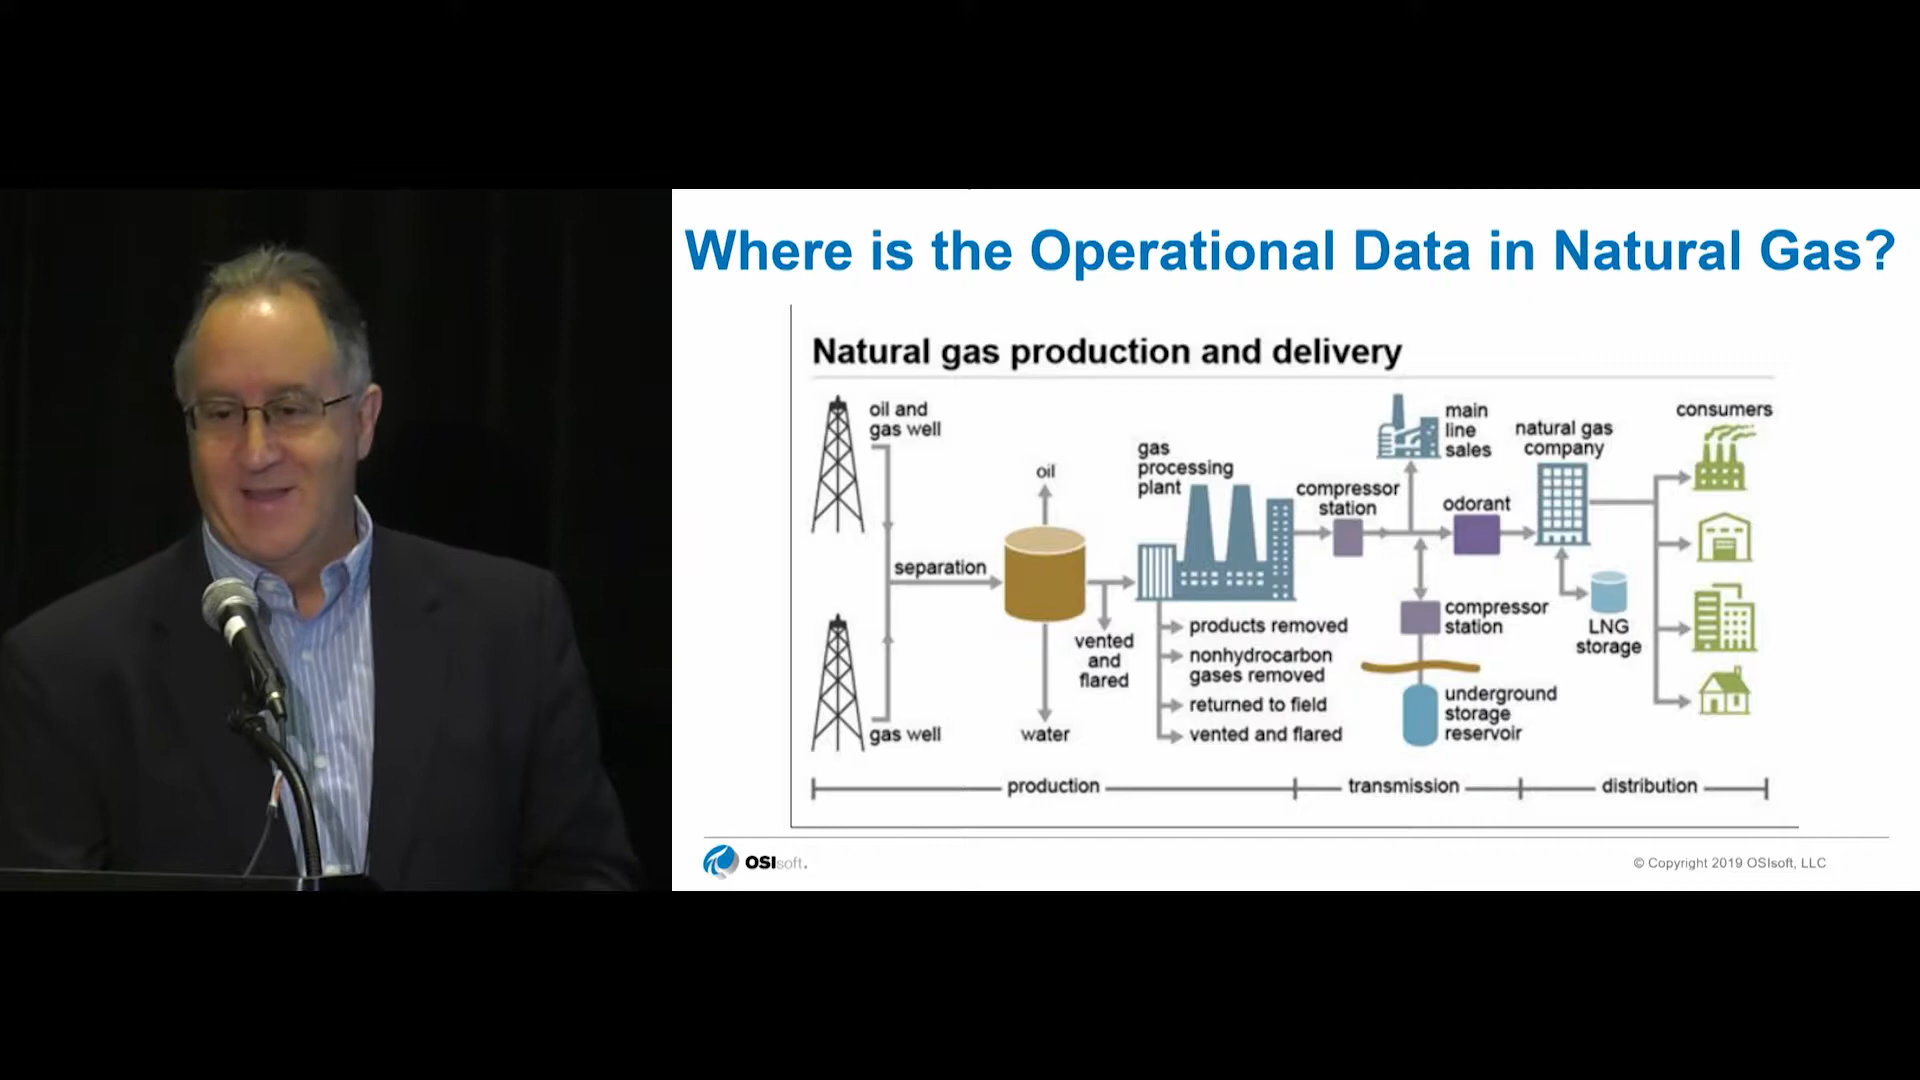 Where is the Operational Data in Natural Gas?
Natural gas production and delivery
oil and
gas well
separation
gas well
oil
water
vented
and
flared
gas
processing
plant
products removed
nonhydrocarbon
gases removed
returned to field
vented and flared
compressor
station
main
line
sales
odorant
compressor
station
underground
storage
reservoir
natural gas
company
LNG
storage
consumers
production
transmission
distribution
OSIsoft.
© Copyright 2019 OSIsoft, LLC